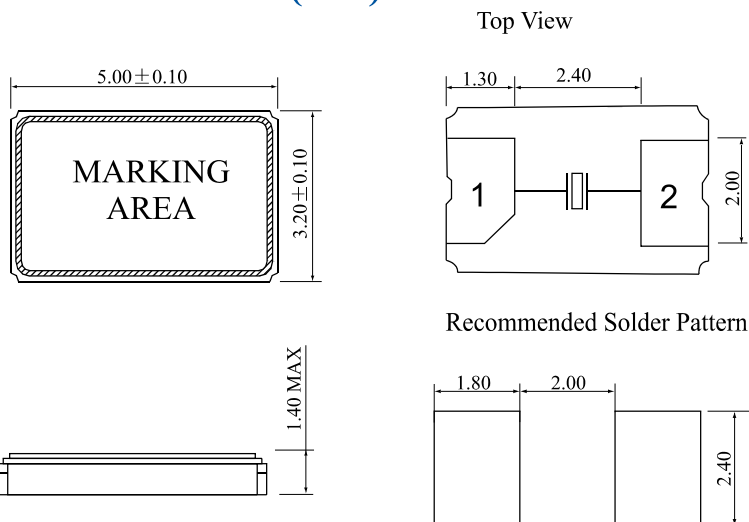 Top View
5.00±0.10
MARKING
AREA
3.20±0.10
1.30
2.40
1
2
2.00
Recommended Solder Pattern
1.40 MAX
1.80
2.00
2.40